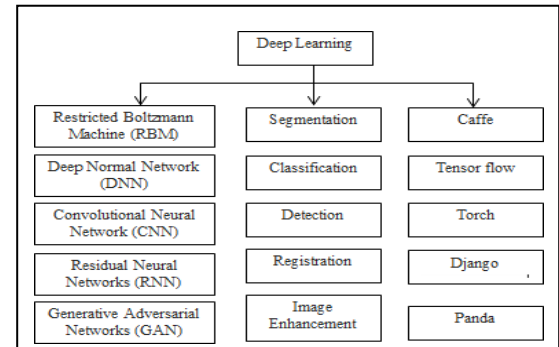 Deep Learning
Restricted Boltzmann
Machine (RBM)
Deep Normal Network
(DNN)
Convolutional Neural
Network (CNN)
Residual Neural
Networks (RNN)
Generative Adversarial
Networks (GAN)
Segmentation
Classification
Detection
Registration
Image
Enhancement
Caffe
Tensor flow
Torch
Django
Panda